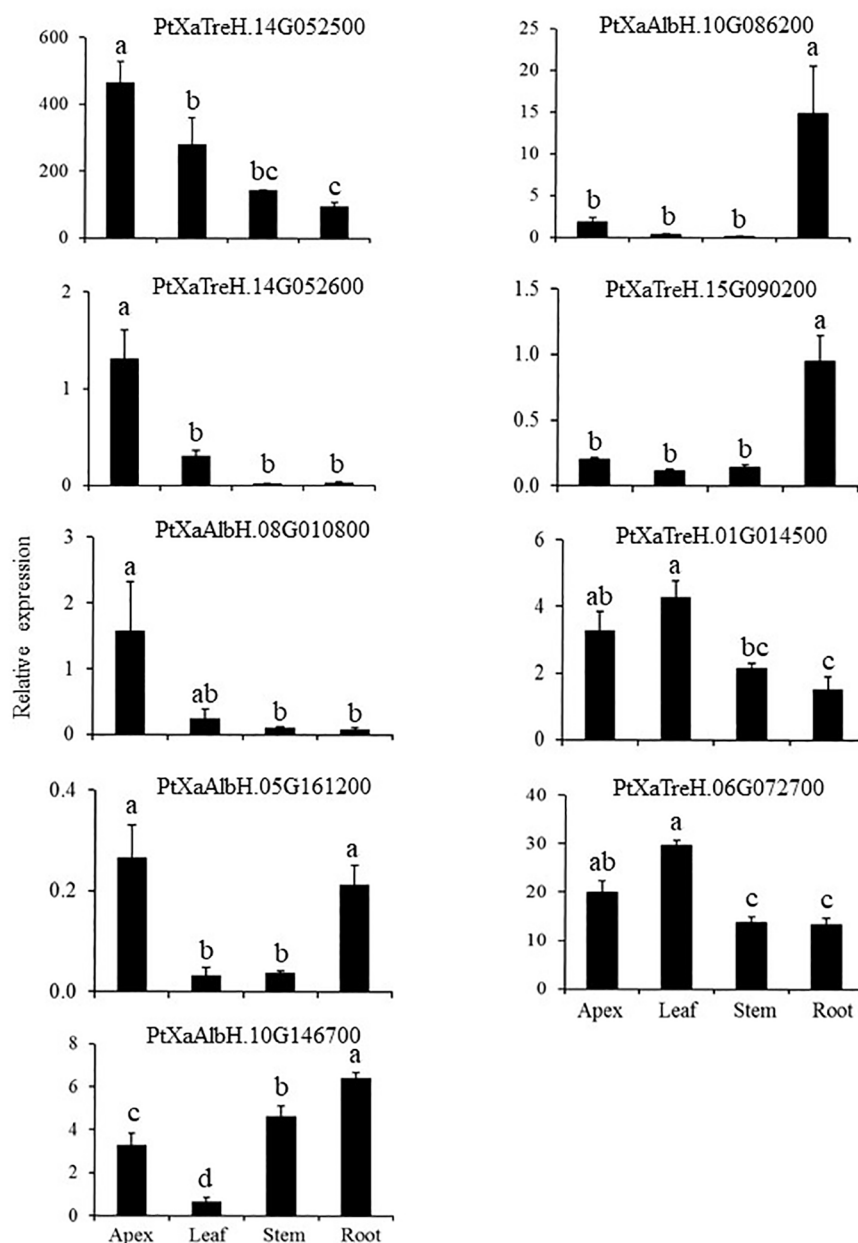 PtXaTreH.14G052500
600
400
200
0
a
b
bc
c
PtXaTreH.14G052600
2
1
0
a
b
b
b
PtXaAlbH.08G010800
3
2
1
0
a
ab
b
b
Relative expression
PtXaAlbH.05G161200
0.4
0.2
0.0
a
b
b
a
PtXaAlbH.10G146700
8
6
4
2
0
c
d
b
a
Apex Leaf Stem Root
PtXaAlbH.10G086200
25
20
15
10
5
0
b
b
b
a
PtXaTreH.15G090200
1.5
1.0
0.5
0.0
b
b
b
a
PtXaTreH.01G014500
6
4
2
0
ab
a
bc
c
PtXaTreH.06G072700
40
30
20
10
0
ab
a
c
c
Apex Leaf Stem Root